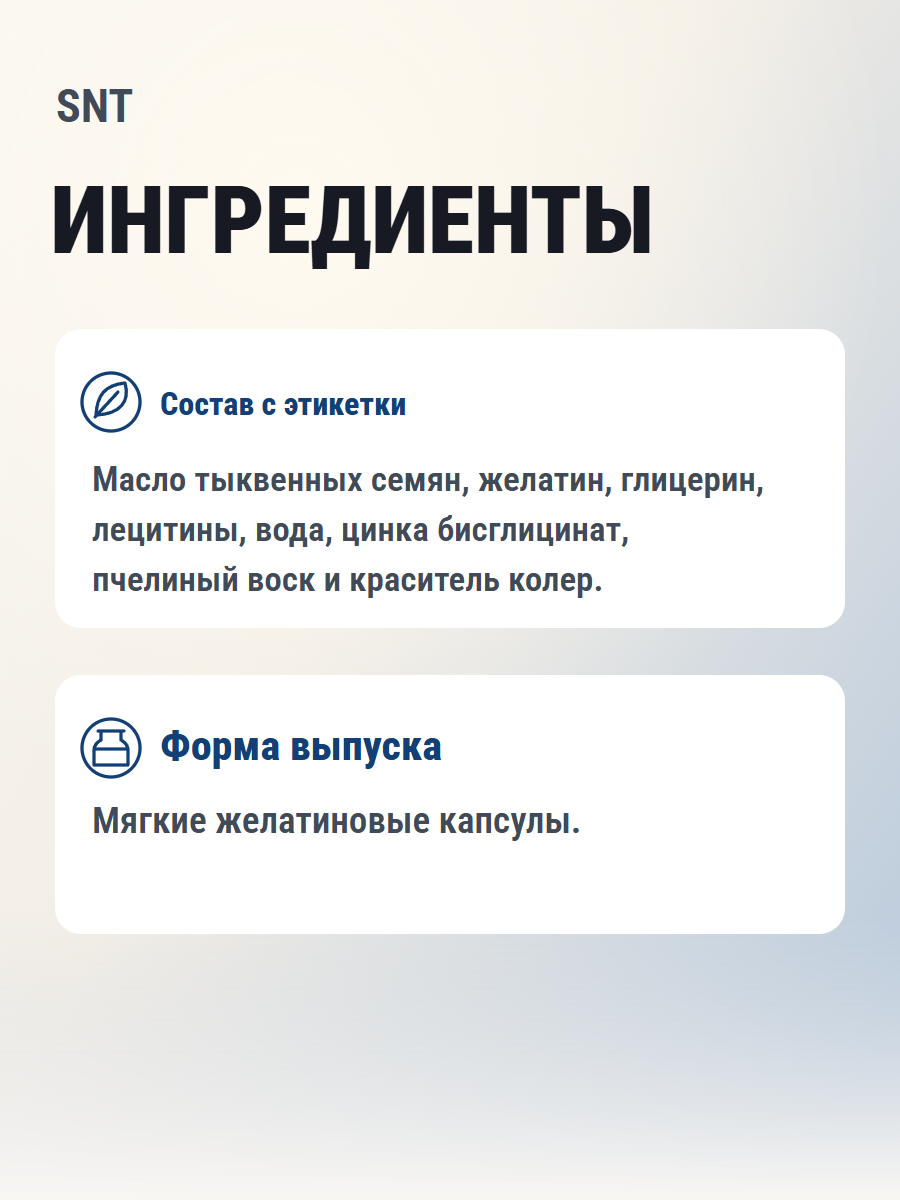 SNT
ИНГРЕДИЕНТЫ
Состав с этикетки
Масло тыквенных семян, желатин, глицерин,
лецитины, вода, цинка бисглицинат,
пчелиный воск и краситель колер.
Форма выпуска
Мягкие желатиновые капсулы.